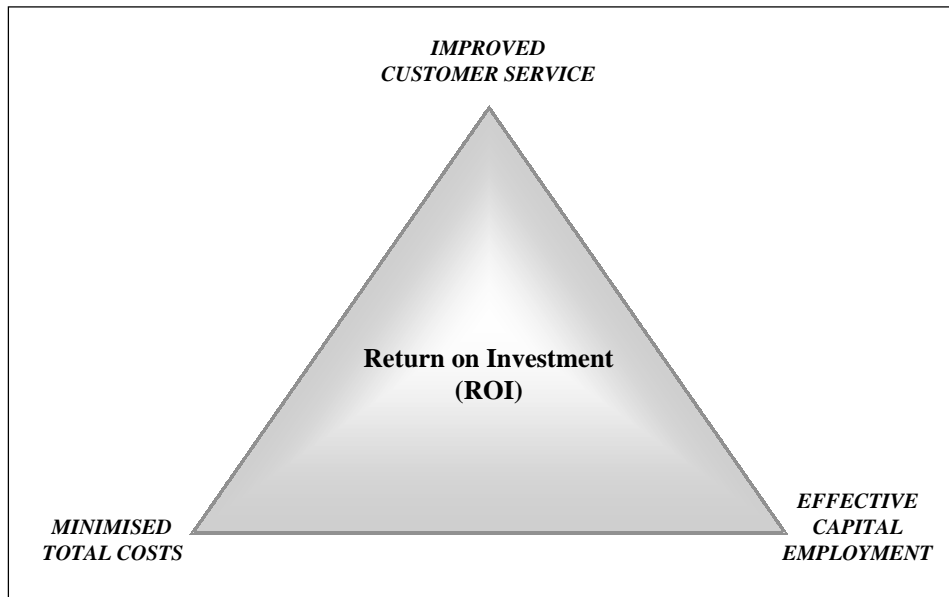 IMPROVED
CUSTOMER SERVICE
Return on Investment
(ROI)
MINIMISED
TOTAL COSTS
EFFECTIVE
CAPITAL
EMPLOYMENT